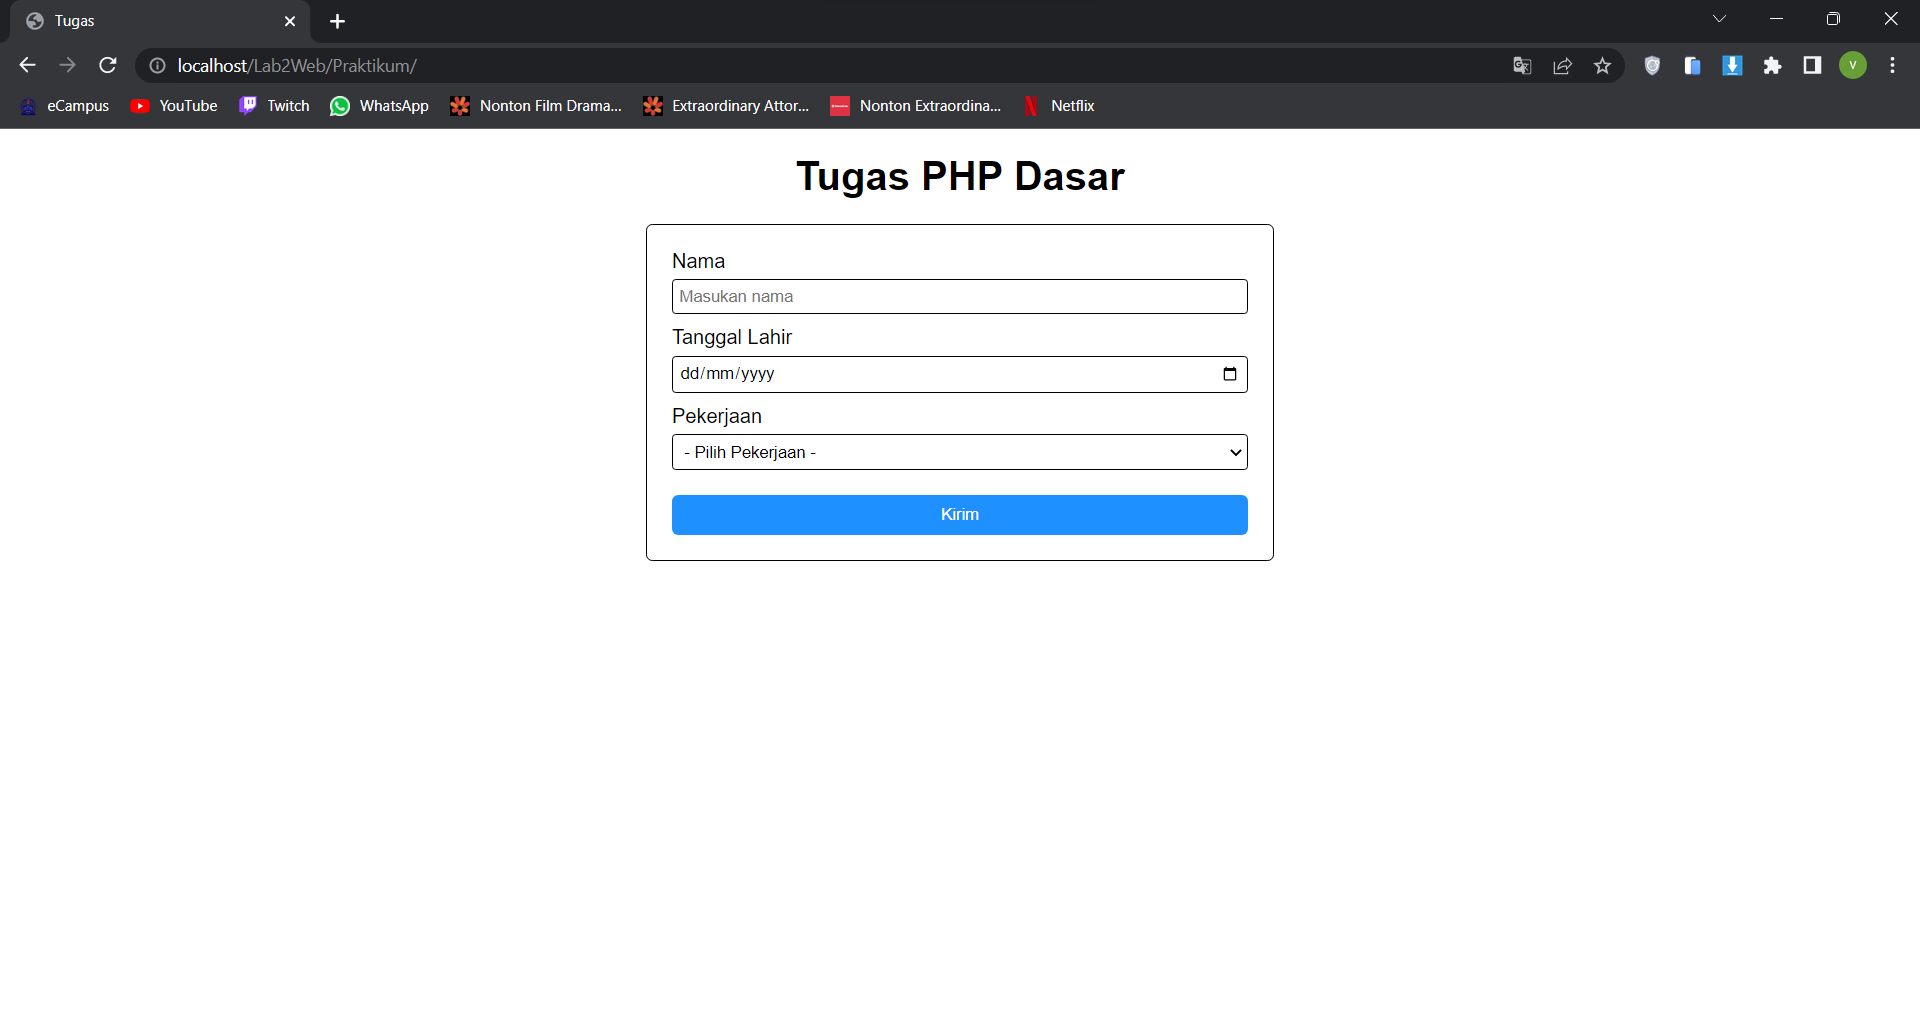 Tugas
localhost/Lab2Web/Praktikum/
V
eCampus YouTube Twitch WhatsApp Nonton Film Drama... Extraordinary Attor... Nonton Extraordina... Netflix
Tugas PHP Dasar
Nama
Masukan nama
Tanggal Lahir
dd/mm/yyyy
Pekerjaan
- Pilih Pekerjaan -
Kirim